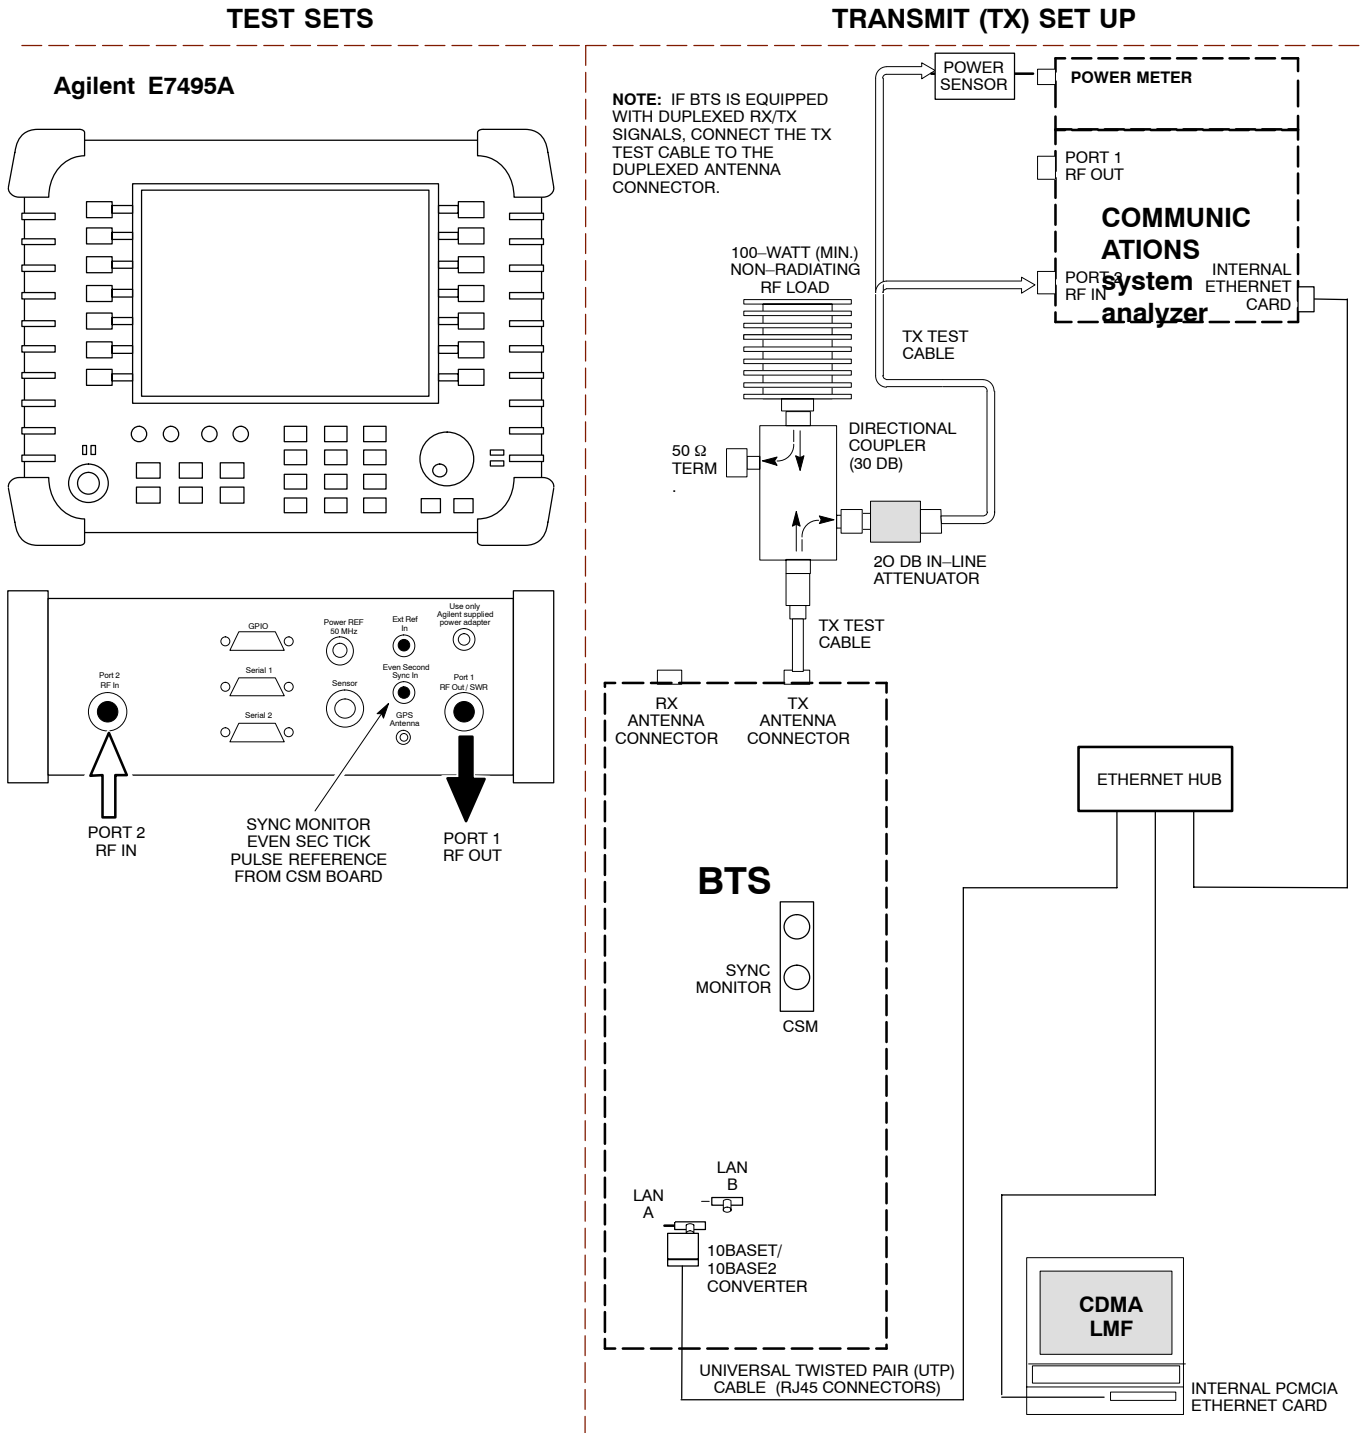 TEST SETS
TRANSMIT (TX) SET UP
Agilent E7495A
NOTE: IF BTS IS EQUIPPED
WITH DUPLEXED RX/TX
SIGNALS, CONNECT THE TX
TEST CABLE TO THE
DUPLEXED ANTENNA
CONNECTOR.
POWER
SENSOR
POWER METER
PORT 1
RF OUT
COMMUNIC
ATIONS
system
analyzer
PORT 2
RF IN
INTERNAL
ETHERNET
CARD
100–WATT (MIN.)
NON–RADIATING
RF LOAD
TX TEST
CABLE
DIRECTIONAL
COUPLER
(30 DB)
50 Ω
TERM
.
2O DB IN–LINE
ATTENUATOR
TX TEST
CABLE
RX
ANTENNA
CONNECTOR
TX
ANTENNA
CONNECTOR
GPIO
Serial 1
Serial 2
Power REF
50 MHz
Sensor
Ext Ref
In
Even Second
Sync In
GPS
Antenna
Use only
Agilent supplied
power adapter
Port 1
RF Out / SWR
Port 2
RF In
PORT 2
RF IN
SYNC MONITOR
EVEN SEC TICK
PULSE REFERENCE
FROM CSM BOARD
PORT 1
RF OUT
ETHERNET HUB
BTS
SYNC
MONITOR
CSM
LAN
B
LAN
A
10BASET/
10BASE2
CONVERTER
UNIVERSAL TWISTED PAIR (UTP)
CABLE (RJ45 CONNECTORS)
CDMA
LMF
INTERNAL PCMCIA
ETHERNET CARD